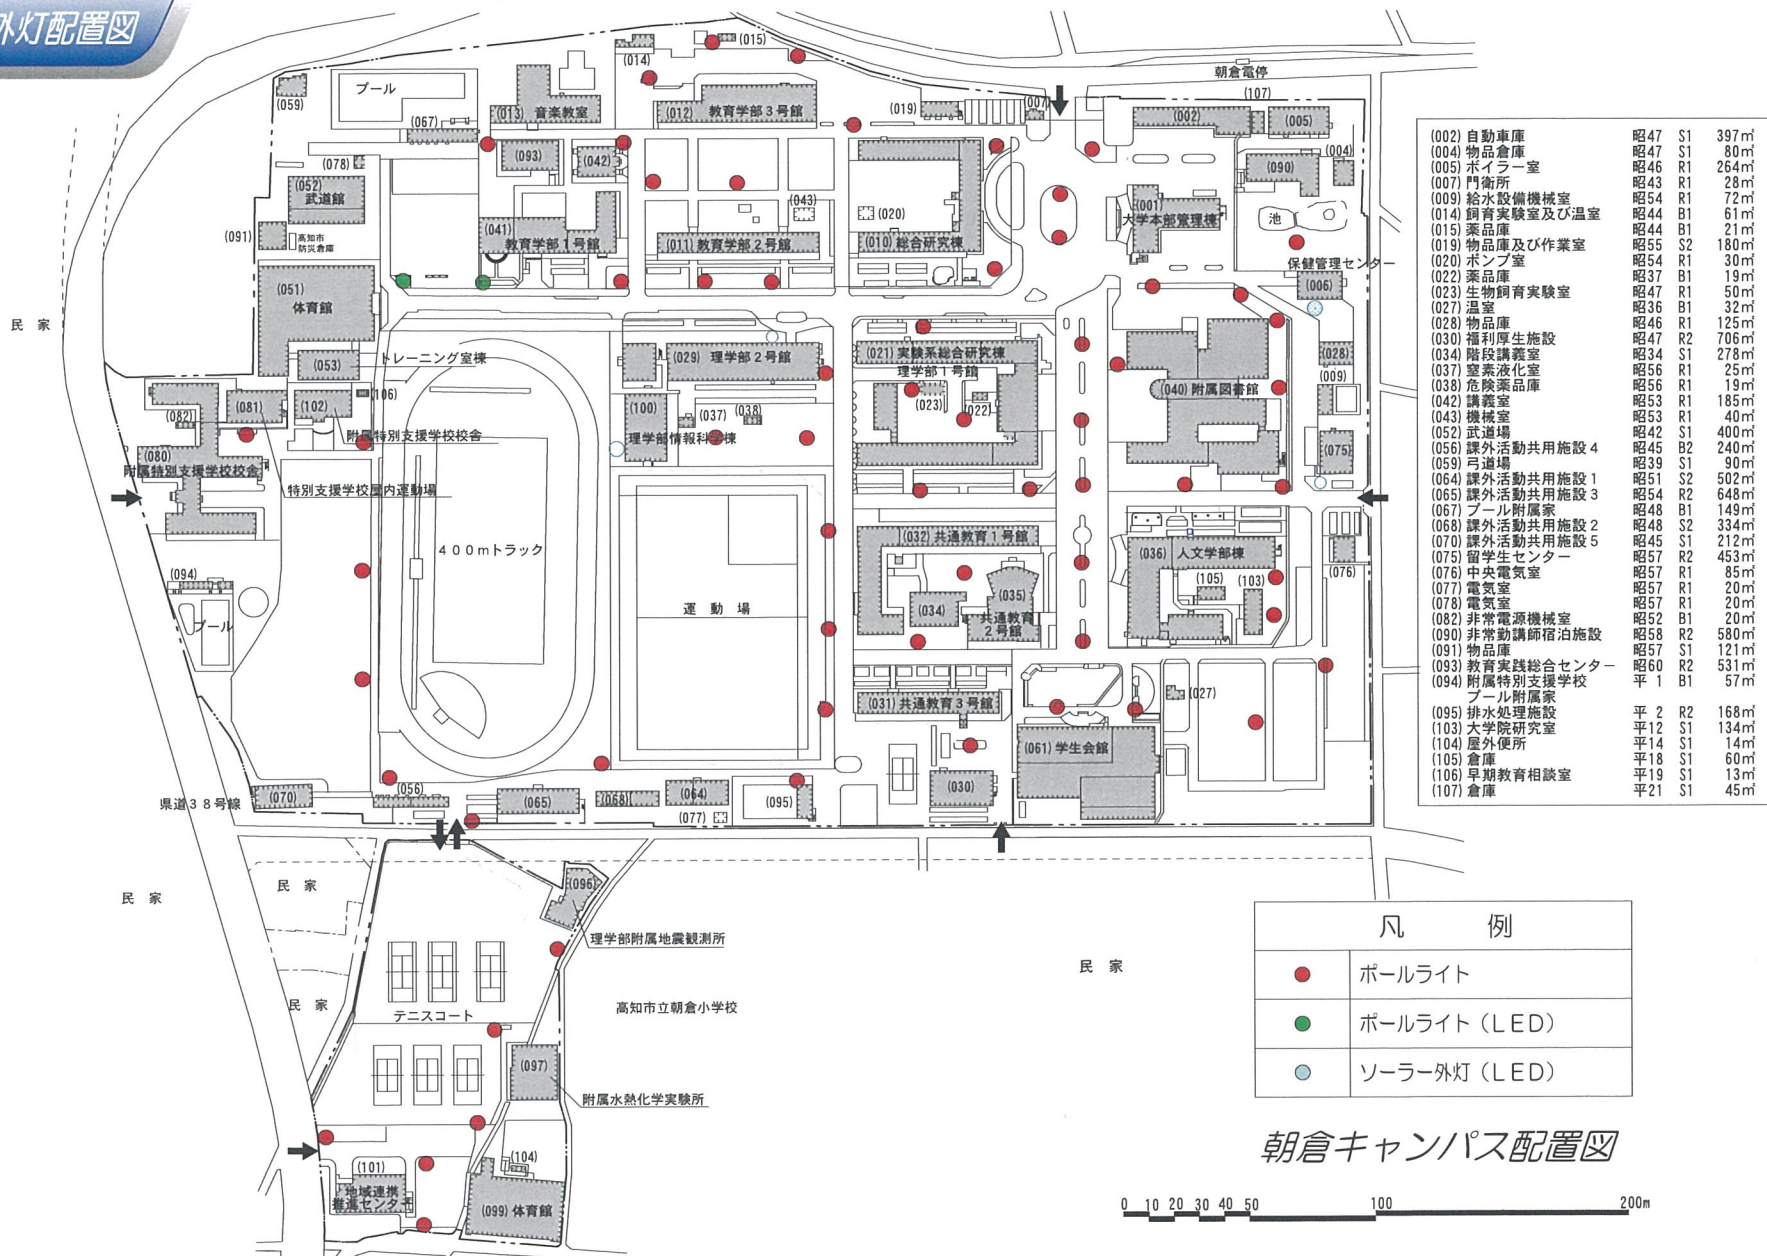 外灯配置図
朝倉電停
(015)
(014)
(059)
プール
(013) 音楽教室
(012) 教育学部3号館
(019)
(007)
(107)
(002)
(005)
(067)
(078)
(093)
(042)
(004)
(090)
(052)
武道館
(043)
(020)
(001)
大学本部管理棟
池
(091)
高知市
防災倉庫
(041)
教育学部1号館
(011) 教育学部2号館
(010) 総合研究棟
保健管理センター
(006)
(051)
体育館
民 家
(053)
トレーニング室棟
(029) 理学部2号館
(021) 実験系総合研究棟
理学部1号館
(028)
(009)
(040) 附属図書館
(106)
(081)
(102)
(082)
(100)
(037)
(038)
(023)
(022)
附属特別支援学校校舎
理学部情報科学棟
(080)
附属特別支援学校校舎
(075)
特別支援学校屋内運動場
400mトラック
(032) 共通教育1号館
(036) 人文学部棟
(094)
(076)
(105)
(103)
(035)
(034)
共通教育
2号館
運 動 場
プール
(027)
(031) 共通教育3号館
(061) 学生会館
(070)
(056)
(065)
(068)
(064)
(077)
(095)
(030)
県道38号線
民 家
民 家
(096)
理学部附属地震観測所
民 家
民 家
テニスコート
高知市立朝倉小学校
(097)
附属水熱化学実験所
(104)
(101)
地域連携
推進センター
(099) 体育館
(002) 自動車庫 昭47 S1 397㎡
(004) 物品倉庫 昭47 S1 80㎡
(005) ボイラー室 昭46 R1 264㎡
(007) 門衛所 昭43 R1 28㎡
(009) 給水設備機械室 昭54 R1 72㎡
(014) 飼育実験室及び温室 昭44 B1 61㎡
(015) 薬品庫 昭44 B1 21㎡
(019) 物品庫及び作業室 昭55 S2 180㎡
(020) ポンプ室 昭54 R1 30㎡
(022) 薬品庫 昭37 B1 19㎡
(023) 生物飼育実験室 昭47 R1 50㎡
(027) 温室 昭36 B1 32㎡
(028) 物品庫 昭46 R1 125㎡
(030) 福利厚生施設 昭47 R2 706㎡
(034) 階段講義室 昭34 S1 278㎡
(037) 窒素液化室 昭56 R1 25㎡
(038) 危険薬品庫 昭56 R1 19㎡
(042) 講義室 昭53 R1 185㎡
(043) 機械室 昭53 R1 40㎡
(052) 武道場 昭42 S1 400㎡
(056) 課外活動共用施設4 昭45 B2 240㎡
(059) 弓道場 昭39 S1 90㎡
(064) 課外活動共用施設1 昭51 S2 502㎡
(065) 課外活動共用施設3 昭54 R2 648㎡
(067) プール附属家 昭48 B1 149㎡
(068) 課外活動共用施設2 昭48 S2 334㎡
(070) 課外活動共用施設5 昭45 S1 212㎡
(075) 留学生センター 昭57 R2 453㎡
(076) 中央電気室 昭57 R1 85㎡
(077) 電気室 昭57 R1 20㎡
(078) 電気室 昭57 R1 20㎡
(082) 非常電源機械室 昭52 B1 20㎡
(090) 非常勤講師宿泊施設 昭58 R2 580㎡
(091) 物品庫 昭57 S1 121㎡
(093) 教育実践総合センター 昭60 R2 531㎡
(094) 附属特別支援学校 平 1 B1 57㎡
プール附属家
(095) 排水処理施設 平 2 R2 168㎡
(103) 大学院研究室 平12 S1 134㎡
(104) 屋外便所 平14 S1 14㎡
(105) 倉庫 平18 S1 60㎡
(106) 早期教育相談室 平19 S1 13㎡
(107) 倉庫 平21 S1 45㎡
凡 例
ポールライト
ポールライト(LED)
ソーラー外灯(LED)
朝倉キャンパス配置図
0 10 20 30 40 50 100 200m